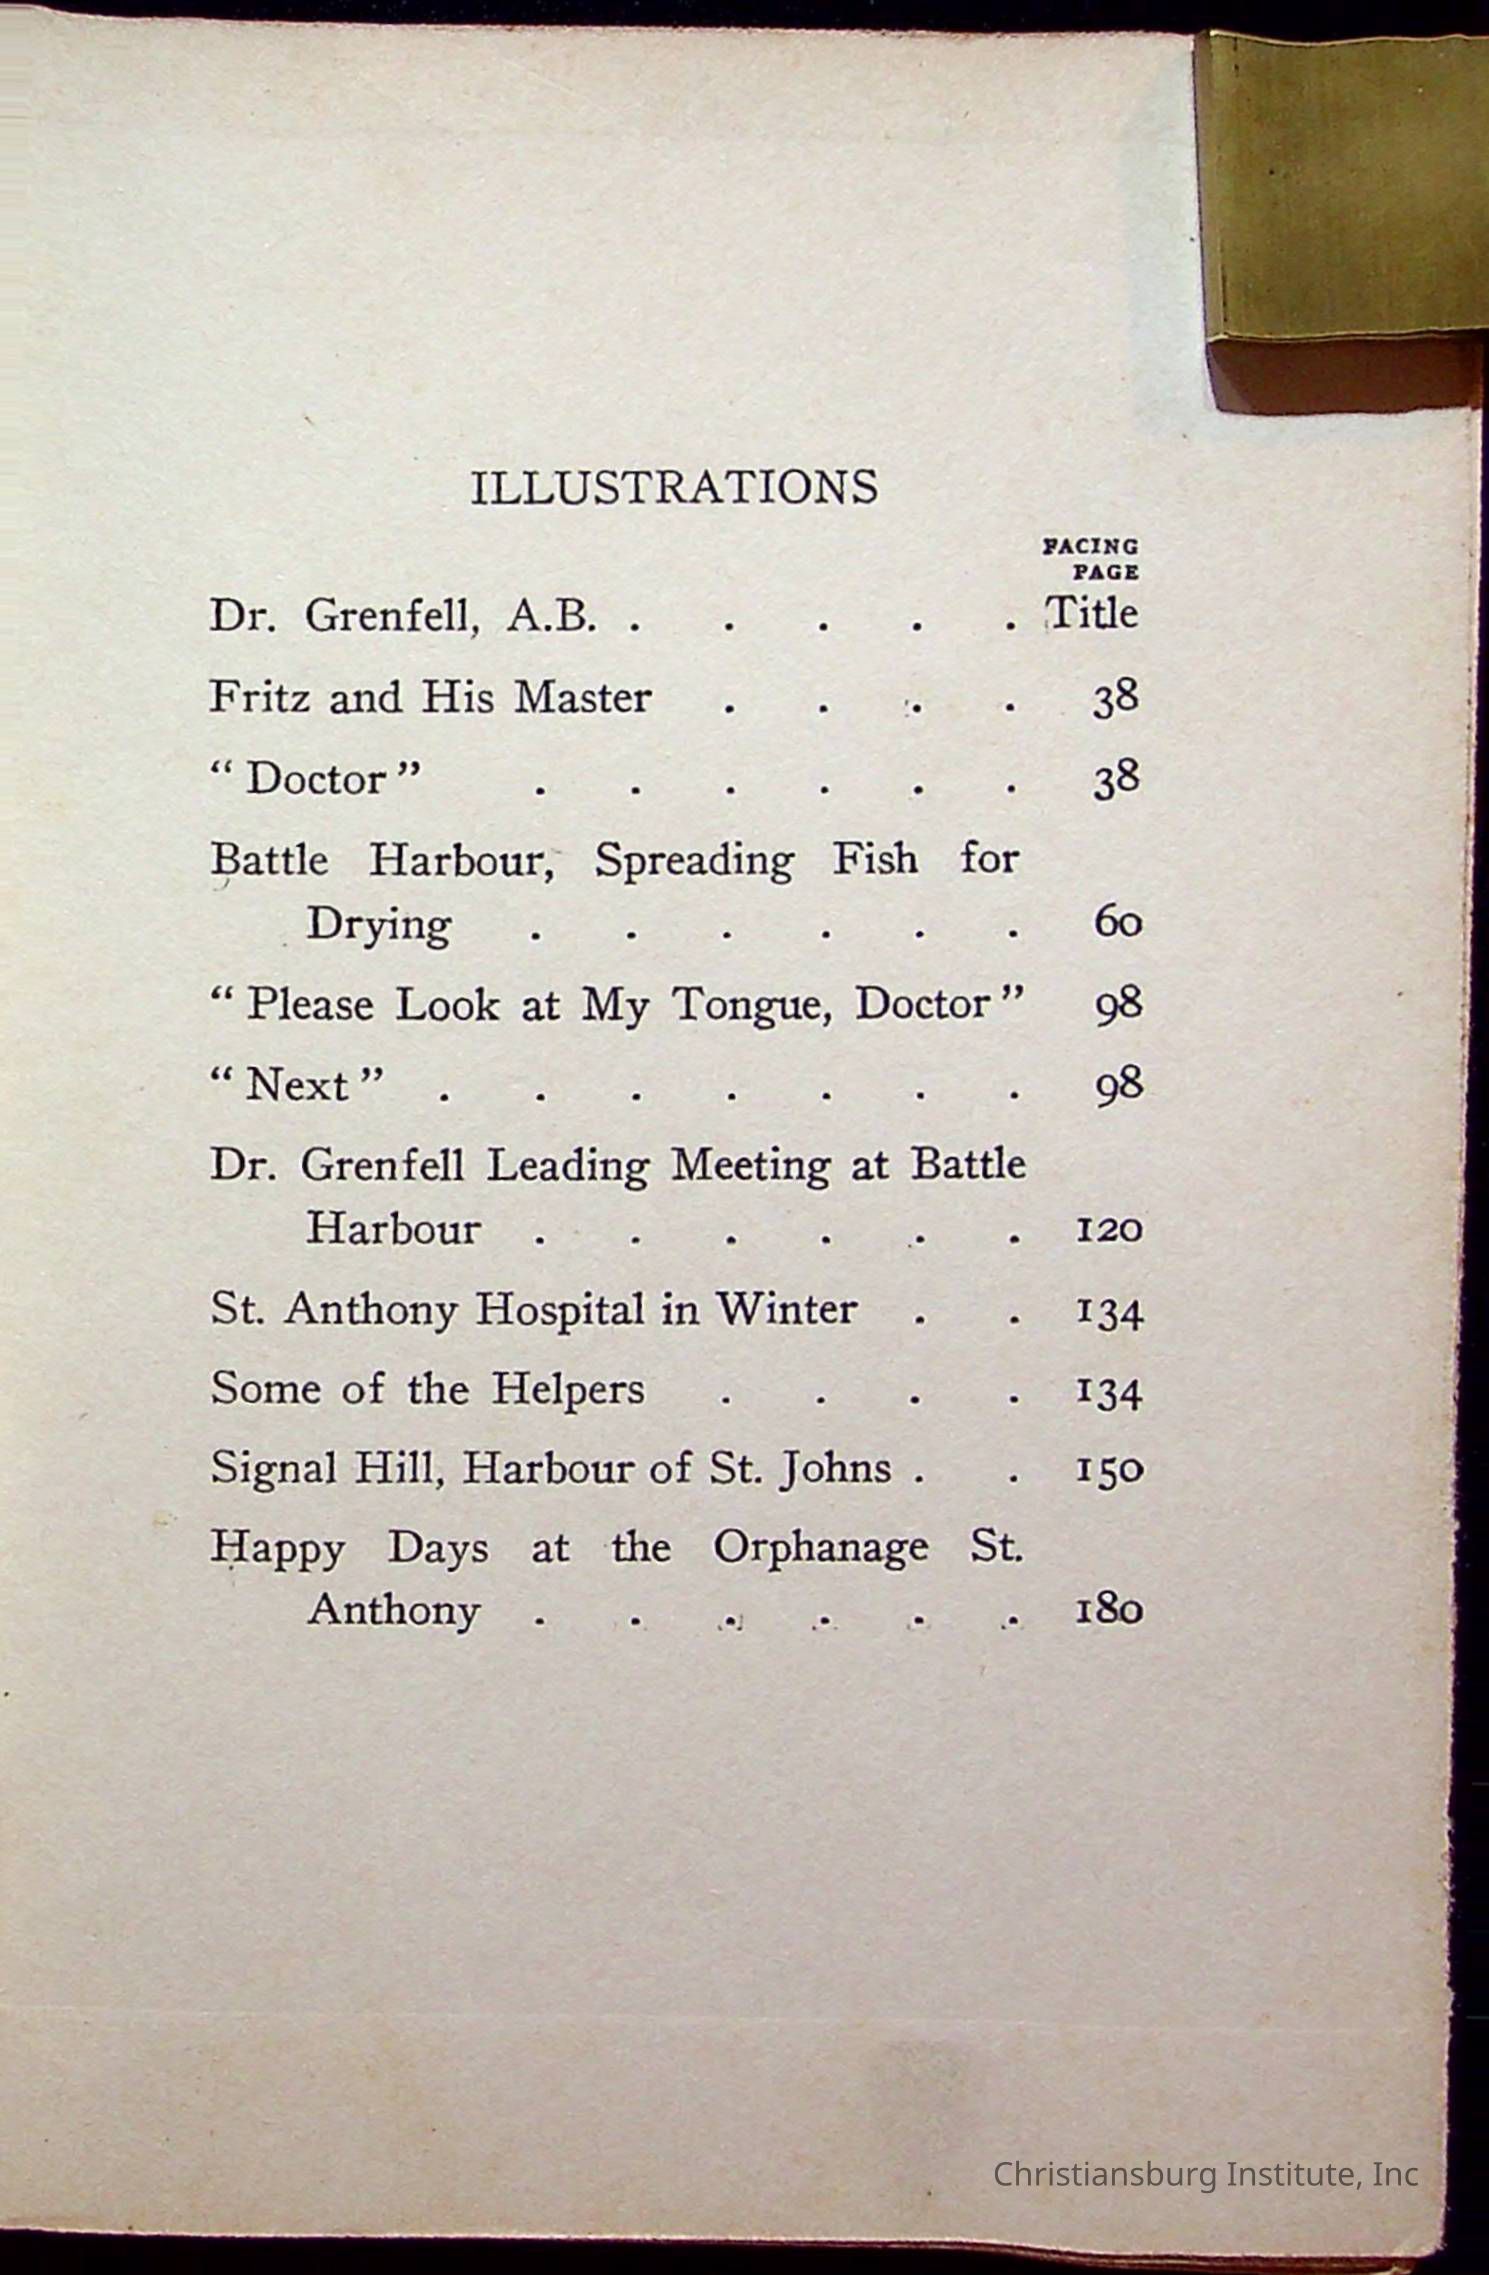 ILLUSTRATIONS
FACING
PAGE
Dr. Grenfell, A.B. . . . . . Title
Fritz and His Master . . . . 38
“ Doctor ” . . . . . . 38
Battle Harbour, Spreading Fish for
Drying . . . . . . 60
“ Please Look at My Tongue, Doctor ” 98
“ Next ” . . . . . . . 98
Dr. Grenfell Leading Meeting at Battle
Harbour . . . . . . 120
St. Anthony Hospital in Winter . . 134
Some of the Helpers . . . . 134
Signal Hill, Harbour of St. Johns . . 150
Happy Days at the Orphanage St.
Anthony . . . . . . 180
Christiansburg Institute, Inc